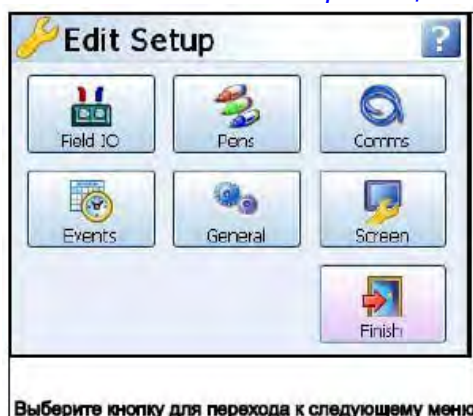 Edit Setup ?
Field IO Pens Comms
Events General Screen
Finish
Выберите кнопку для перехода к следующему меню